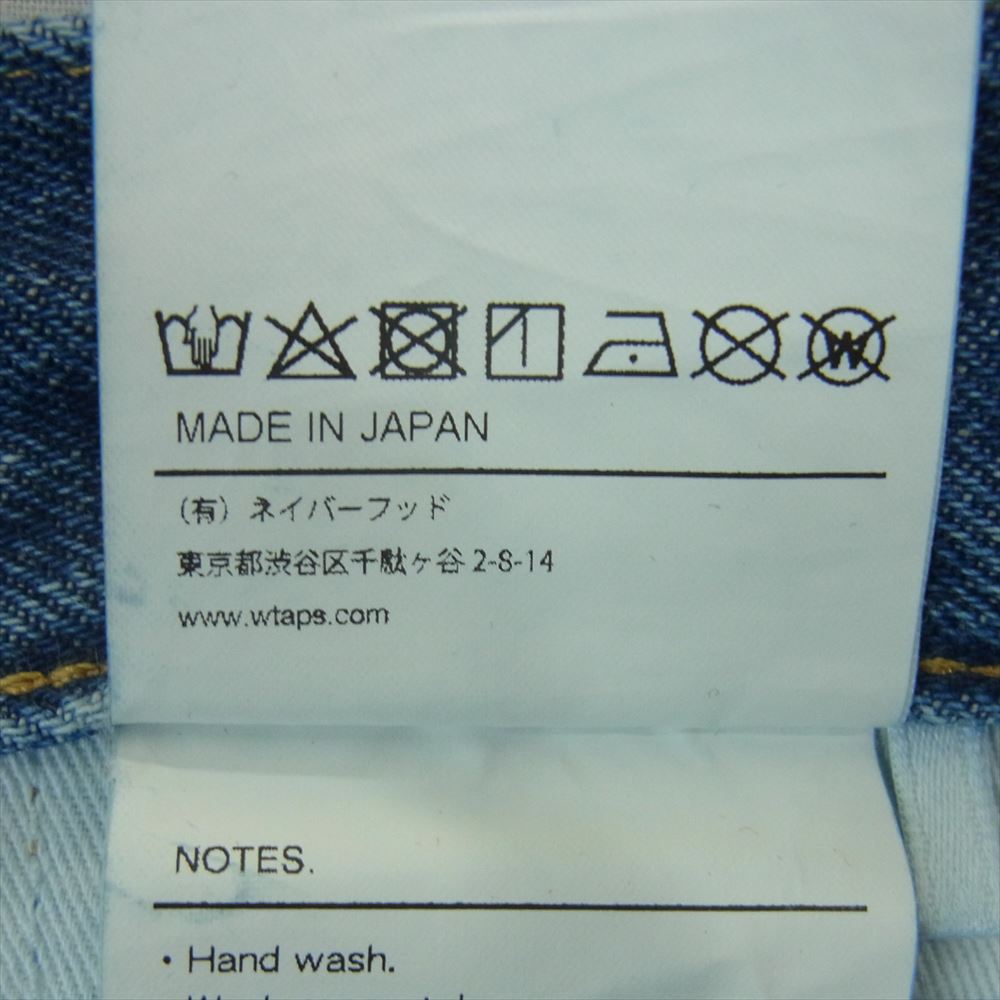 MADE IN JAPAN
(有) ネイバーフッド
東京都渋谷区千駄ヶ谷 2-8-14
www.wtaps.com
NOTES.
・Hand wash.